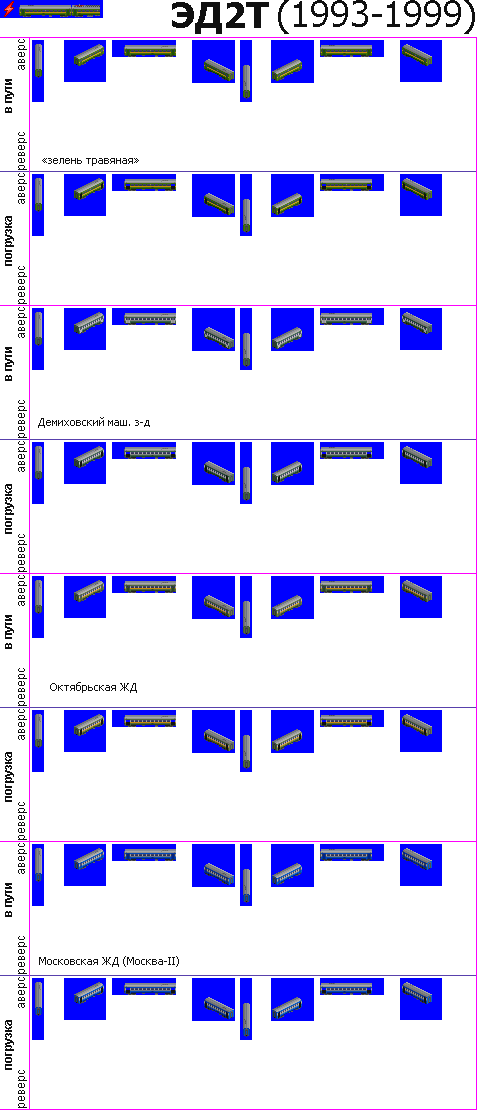 ЭД2Т (1993-1999)
в пути
аверс
реверс
«зелень травяная»
погрузка
аверс
реверс
в пути
аверс
реверс
Демиховский маш. з-д
погрузка
аверс
реверс
в пути
аверс
реверс
Октябрьская ЖД
погрузка
аверс
реверс
в пути
аверс
реверс
Московская ЖД (Москва-II)
погрузка
аверс
реверс